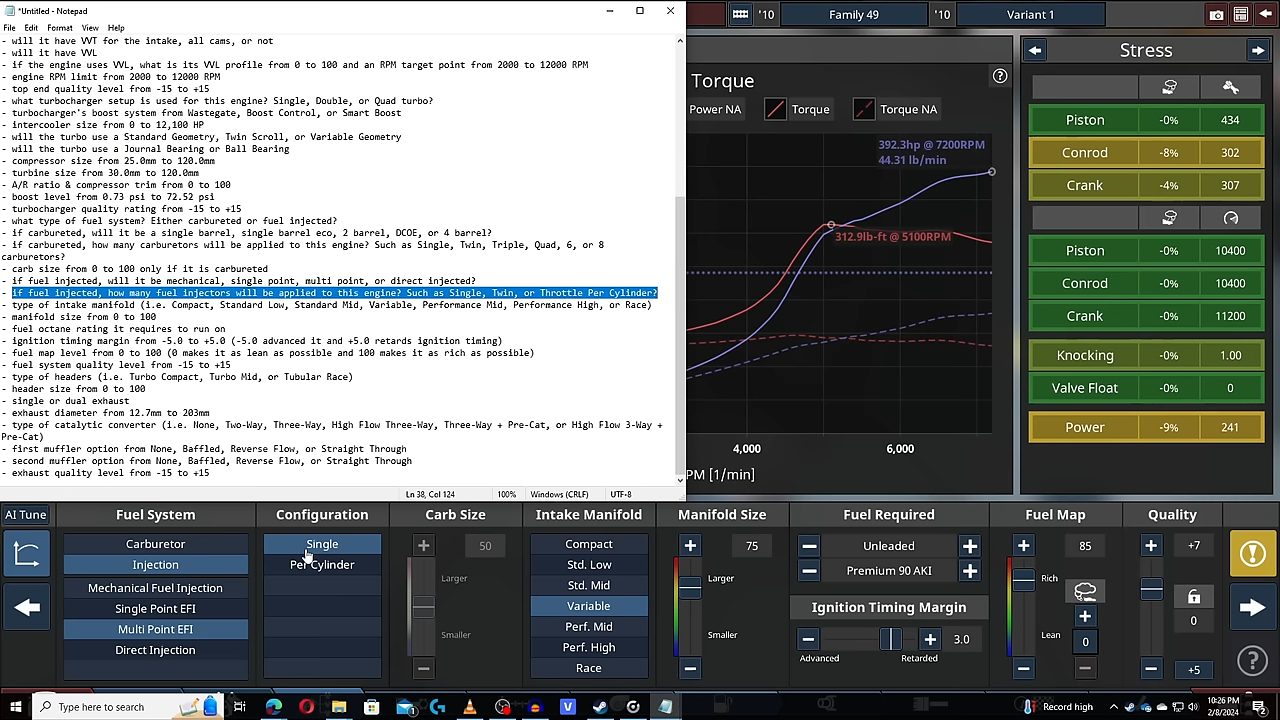 *Untitled - Notepad
File Edit Format View Help
- will it have VVT for the intake, all cams, or not
- will it have VVL
- if the engine uses VVL, what is its VVL profile from 0 to 100 and an RPM target point from 2000 to 12000 RPM
- engine RPM limit from 2000 to 12000 RPM
- top end quality level from -15 to +15
- what turbocharger setup is used for this engine? Single, Double, or Quad turbo?
- turbocharger's boost system from Wastegate, Boost Control, or Smart Boost
- intercooler size from 0 to 12,100 HP
- will the turbo use a Standard Geometry, Twin Scroll, or Variable Geometry
- will the turbo use a Journal Bearing or Ball Bearing
- compressor size from 25.0mm to 120.0mm
- turbine size from 30.0mm to 120.0mm
- A/R ratio & compressor trim from 0 to 100
- boost level from 0.73 psi to 72.52 psi
- turbocharger quality rating from -15 to +15
- what type of fuel system? Either carbureted or fuel injected?
- if carbureted, will it be a single barrel, single barrel eco, 2 barrel, DCOE, or 4 barrel?
- if carbureted, how many carburetors will be applied to this engine? Such as Single, Twin, Triple, Quad, 6, or 8
carburetors?
- carb size from 0 to 100 only if it is carbureted
- if fuel injected, will it be mechanical, single point, multi point, or direct injected?
- if fuel injected, how many fuel injectors will be applied to this engine? Such as Single, Twin, or Throttle Per Cylinder?
- type of intake manifold (i.e. Compact, Standard Low, Standard Mid, Variable, Performance Mid, Performance High, or Race)
- manifold size from 0 to 100
- fuel octane rating it requires to run on
- ignition timing margin from -5.0 to +5.0 (-5.0 advanced it and +5.0 retards ignition timing)
- fuel map level from 0 to 100 (0 makes it as lean as possible and 100 makes it as rich as possible)
- fuel system quality level from -15 to +15
- type of headers (i.e. Turbo Compact, Turbo Mid, or Tubular Race)
- header size from 0 to 100
- single or dual exhaust
- exhaust diameter from 12.7mm to 203mm
- type of catalytic converter (i.e. None, Two-Way, Three-Way, High Flow Three-Way, Three-Way + Pre-Cat, or High Flow 3-Way +
Pre-Cat)
- first muffler option from None, Baffled, Reverse Flow, or Straight Through
- second muffler option from None, Baffled, Reverse Flow, or Straight Through
- exhaust quality level from -15 to +15
Ln 38, Col 124 100% Windows (CRLF) UTF-8
'10 Family 49 '10 Variant 1
Torque
Power NA Torque Torque NA
392.3hp @ 7200RPM
44.31 lb/min
312.9lb-ft @ 5100RPM
4,000 6,000
PM [1/min]
Stress
Piston -0% 434
Conrod -8% 302
Crank -4% 307
Piston -0% 10400
Conrod -0% 10400
Crank -0% 11200
Knocking -0% 1.00
Valve Float -0% 0
Power -9% 241
AI Tune
Fuel System
Carburetor
Injection
Mechanical Fuel Injection
Single Point EFI
Multi Point EFI
Direct Injection
Configuration
Single
Per Cylinder
Carb Size
50
Larger
Smaller
Intake Manifold
Compact
Std. Low
Std. Mid
Variable
Perf. Mid
Perf. High
Race
Manifold Size
75
Larger
Smaller
Fuel Required
Unleaded
Premium 90 AKI
Ignition Timing Margin
3.0
Advanced Retarded
Fuel Map
85
Rich
Lean
0
Quality
+7
0
+5
Type here to search
Record high
10:26 PM
2/8/2024